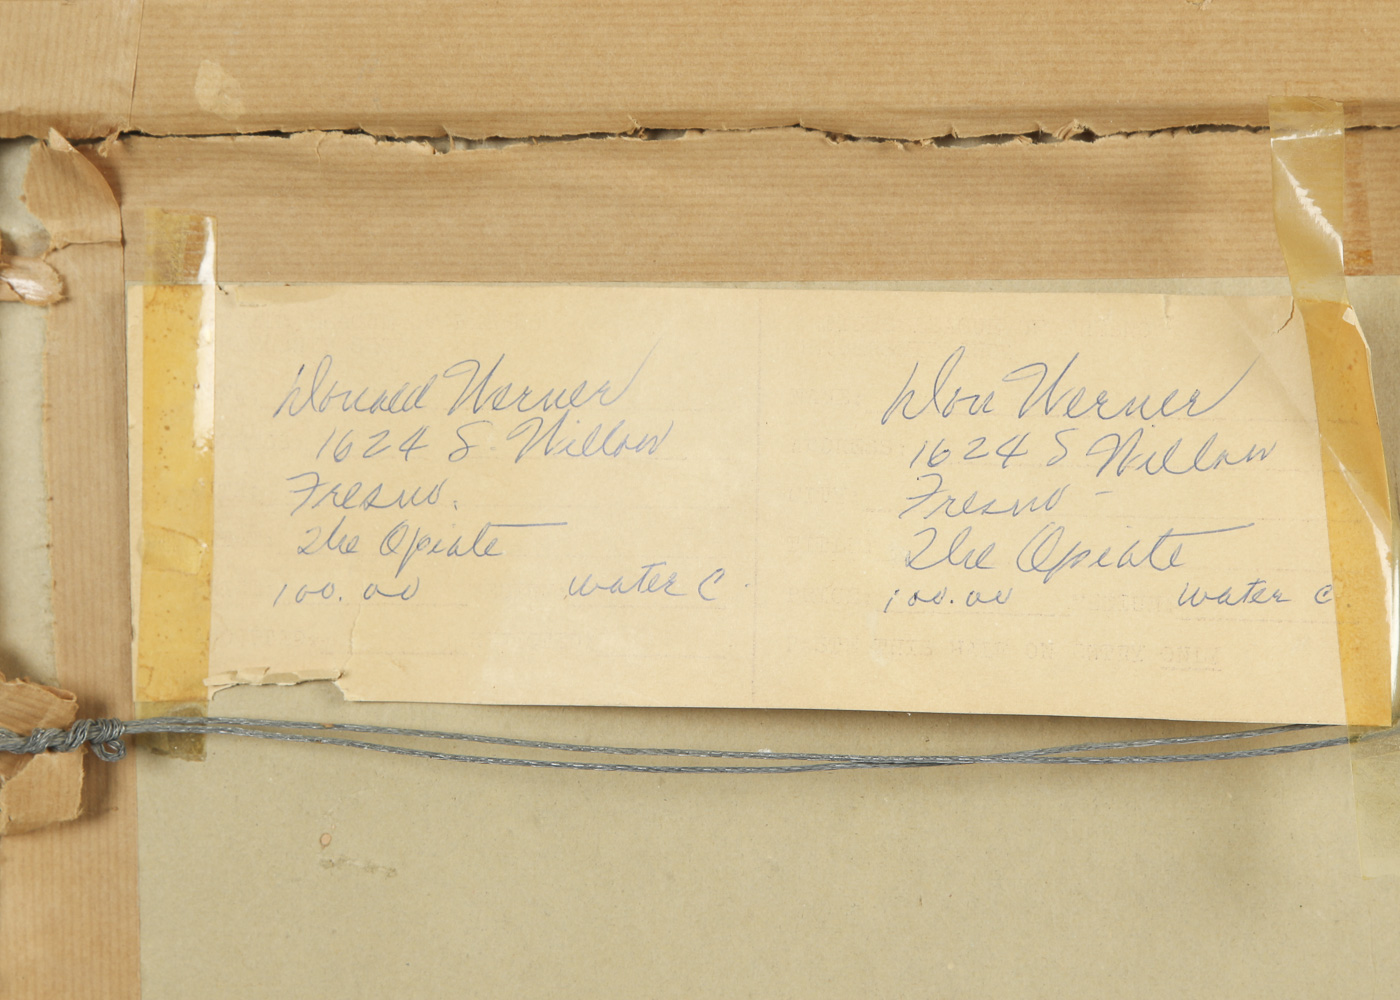 Donald Werner
1624 S. Willow
Fresno.
The Opiate
100.00 water C.
Don Werner
1624 S Willow
Fresno -
The Opiate
100.00 water C